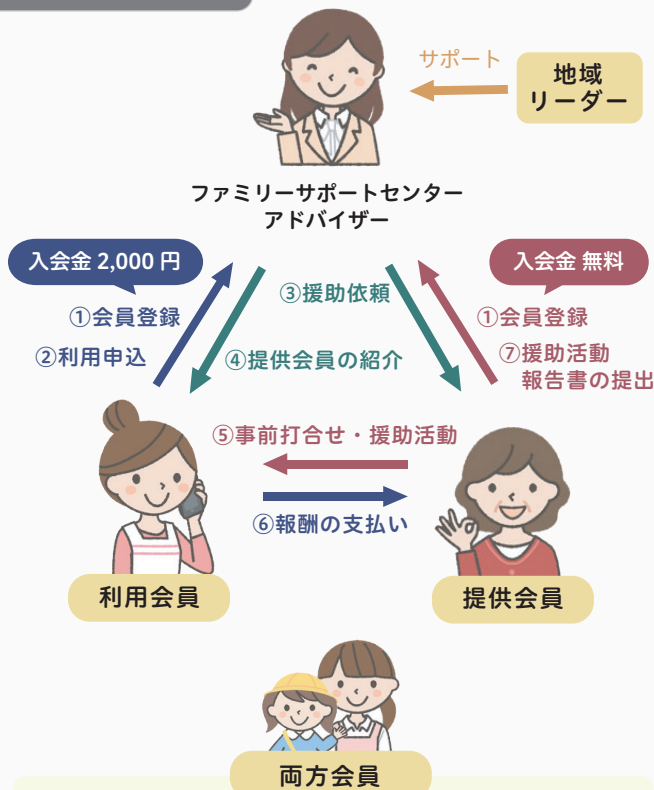 サポート
地域
リーダー
ファミリーサポートセンター
アドバイザー
入会金 2,000 円
入会金 無料
①会員登録
②利用申込
③援助依頼
④提供会員の紹介
①会員登録
⑦援助活動
報告書の提出
⑤事前打合せ・援助活動
⑥報酬の支払い
利用会員
提供会員
両方会員